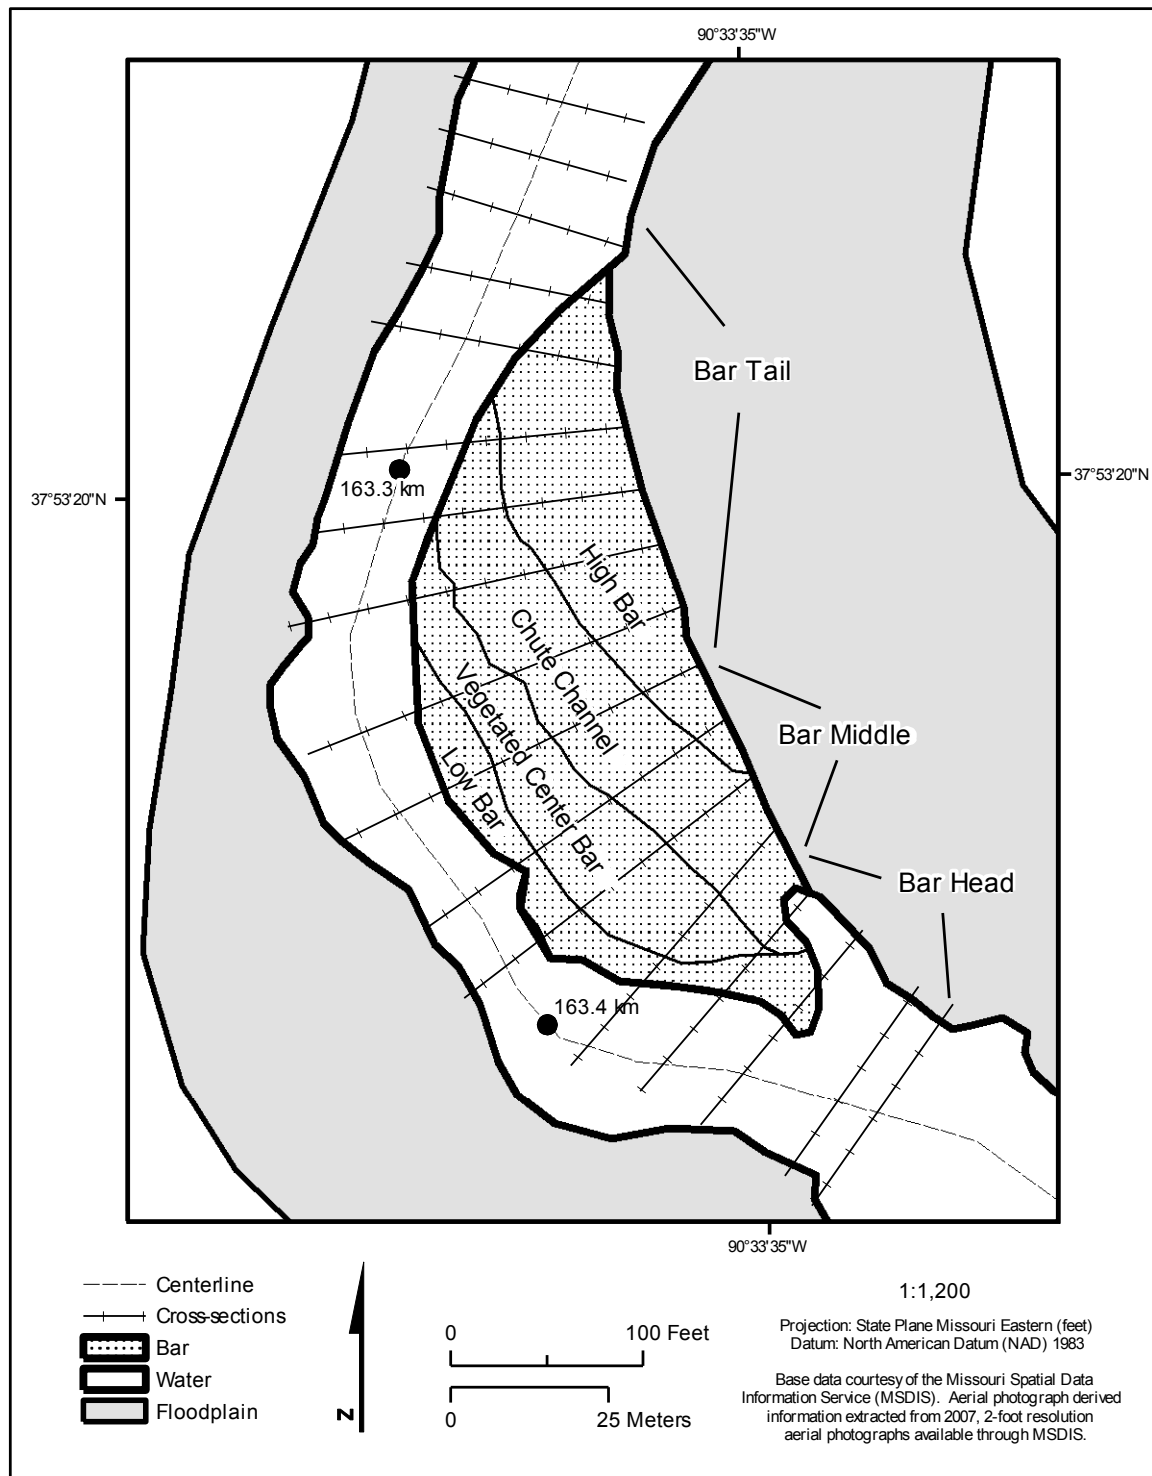 90°33'35"W
Bar Tail
163.3 km
37°53'20"N
37°53'20"N
High Bar
Chute Channel
Vegetated Center Bar
Low Bar
Bar Middle
Bar Head
163.4 km
90°33'35"W
Centerline
Cross-sections
Bar
Water
Floodplain
N
0 100 Feet
0 25 Meters
1:1,200
Projection: State Plane Missouri Eastern (feet)
Datum: North American Datum (NAD) 1983
Base data courtesy of the Missouri Spatial Data
Information Service (MSDIS). Aerial photograph derived
information extracted from 2007, 2-foot resolution
aerial photographs available through MSDIS.